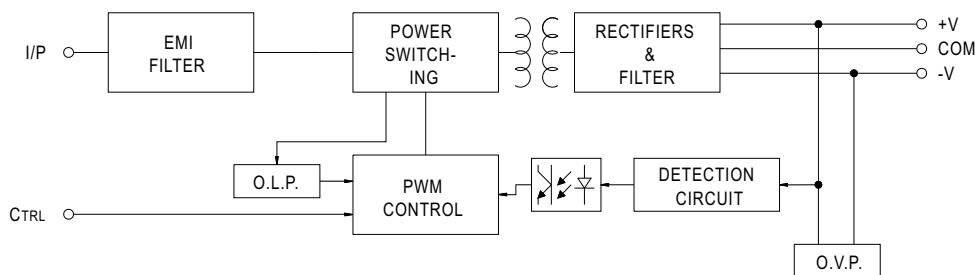 I/P
EMI
FILTER
POWER
SWITCH-
ING
RECTIFIERS
&
FILTER
+V
COM
-V
O.L.P.
PWM
CONTROL
DETECTION
CIRCUIT
CTRL
O.V.P.